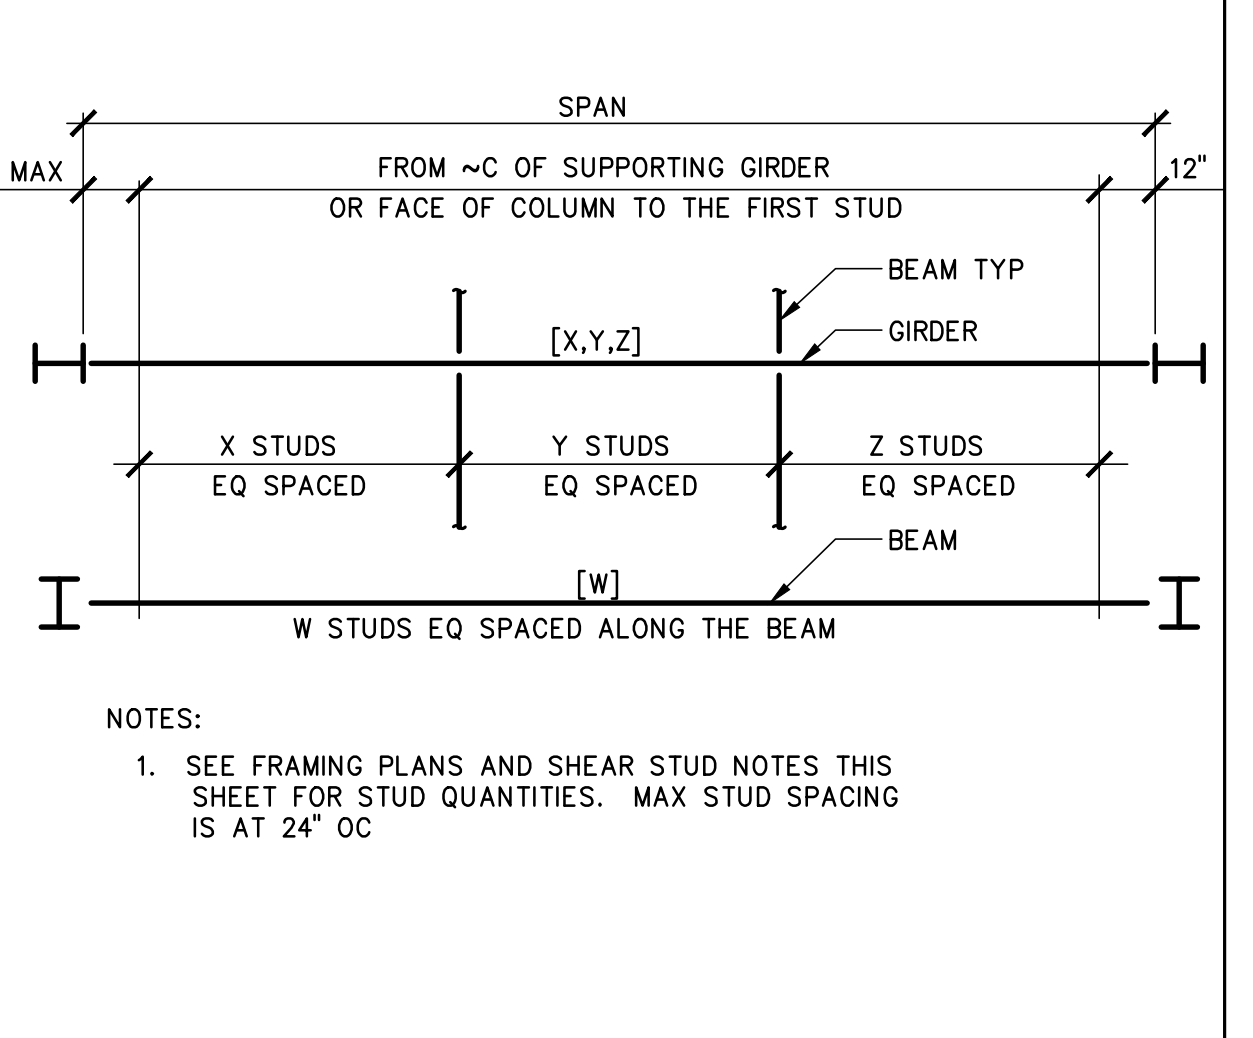 SPAN
MAX
FROM ~C OF SUPPORTING GIRDER
12"
OR FACE OF COLUMN TO THE FIRST STUD
BEAM TYP
GIRDER
[X,Y,Z]
X STUDS
EQ SPACED
Y STUDS
EQ SPACED
Z STUDS
EQ SPACED
BEAM
[W]
W STUDS EQ SPACED ALONG THE BEAM
NOTES:
1. SEE FRAMING PLANS AND SHEAR STUD NOTES THIS
SHEET FOR STUD QUANTITIES. MAX STUD SPACING
IS AT 24" OC